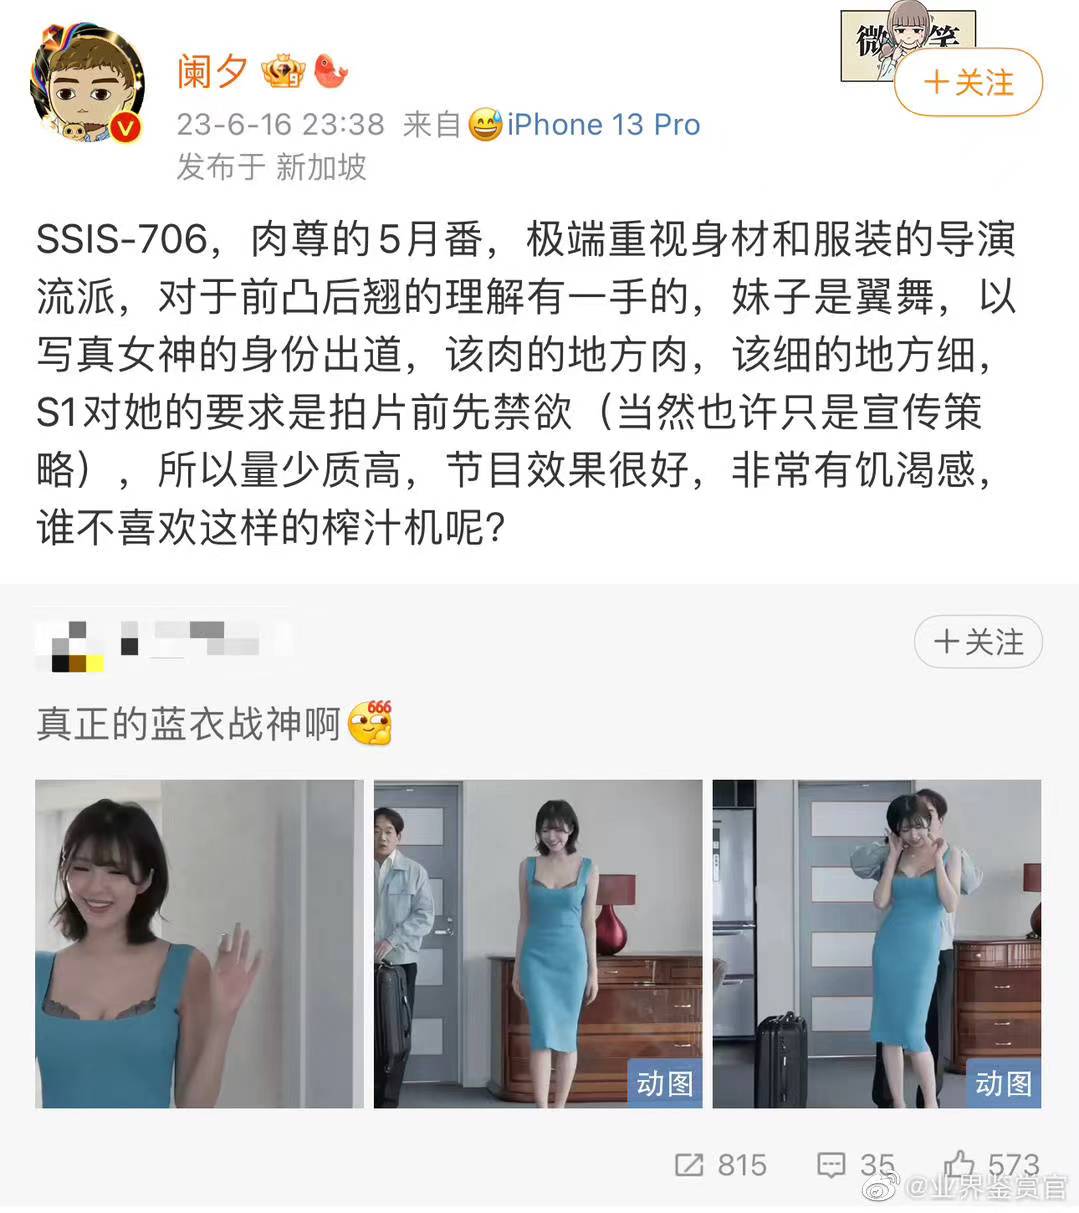 微笑
阑夕
+关注
23-6-16 23:38 来自 iPhone 13 Pro
发布于 新加坡
SSIS-706，肉尊的5月番，极端重视身材和服装的导演
流派，对于前凸后翘的理解有一手的，妹子是翼舞，以
写真女神的身份出道，该肉的地方肉，该细的地方细，
S1对她的要求是拍片前先禁欲（当然也许只是宣传策
略），所以量少质高，节目效果很好，非常有饥渴感，
谁不喜欢这样的榨汁机呢？
+关注
真正的蓝衣战神啊
666
动图
动图
815 35 573
@业界鉴赏官